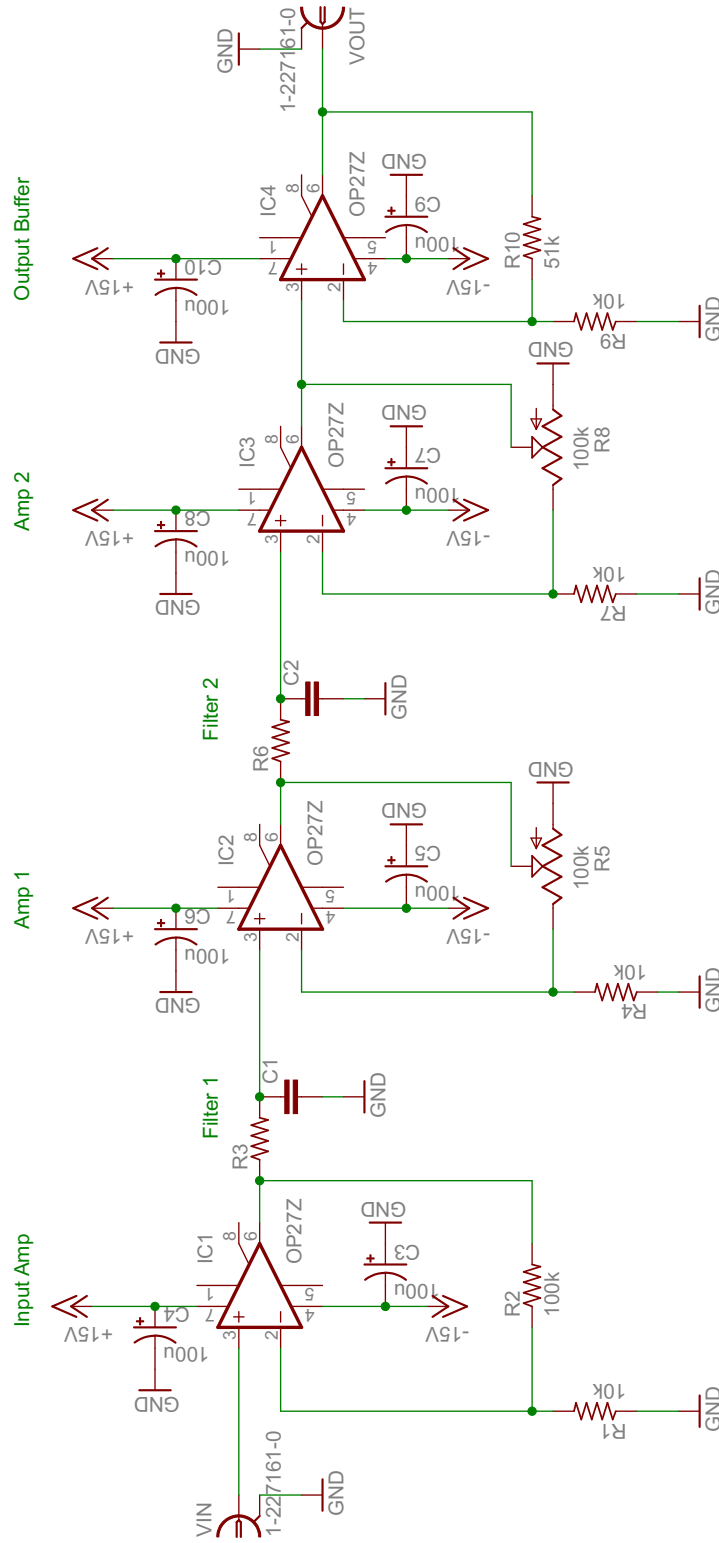 Input Amp
Filter 1
Amp 1
Filter 2
Amp 2
Output Buffer
VIN
1-227161-0
GND
+15V
C4
100u
GND
IC1
OP27Z
3
2
7
1
8
6
5
4
+
−
GND
C3
100u
-15V
R2
100k
R1
10k
GND
R3
C1
GND
+15V
C6
100u
GND
IC2
OP27Z
3
2
7
1
8
6
5
4
+
−
GND
C5
100u
-15V
GND
100k
R5
R4
10k
GND
R6
C2
GND
+15V
C8
100u
GND
IC3
OP27Z
3
2
7
1
8
6
5
4
+
−
GND
C7
100u
-15V
GND
100k
R8
R7
10k
GND
+15V
C10
100u
GND
IC4
OP27Z
3
2
7
1
8
6
5
4
+
−
GND
C9
100u
-15V
R10
51k
R9
10k
GND
GND
1-227161-0
VOUT